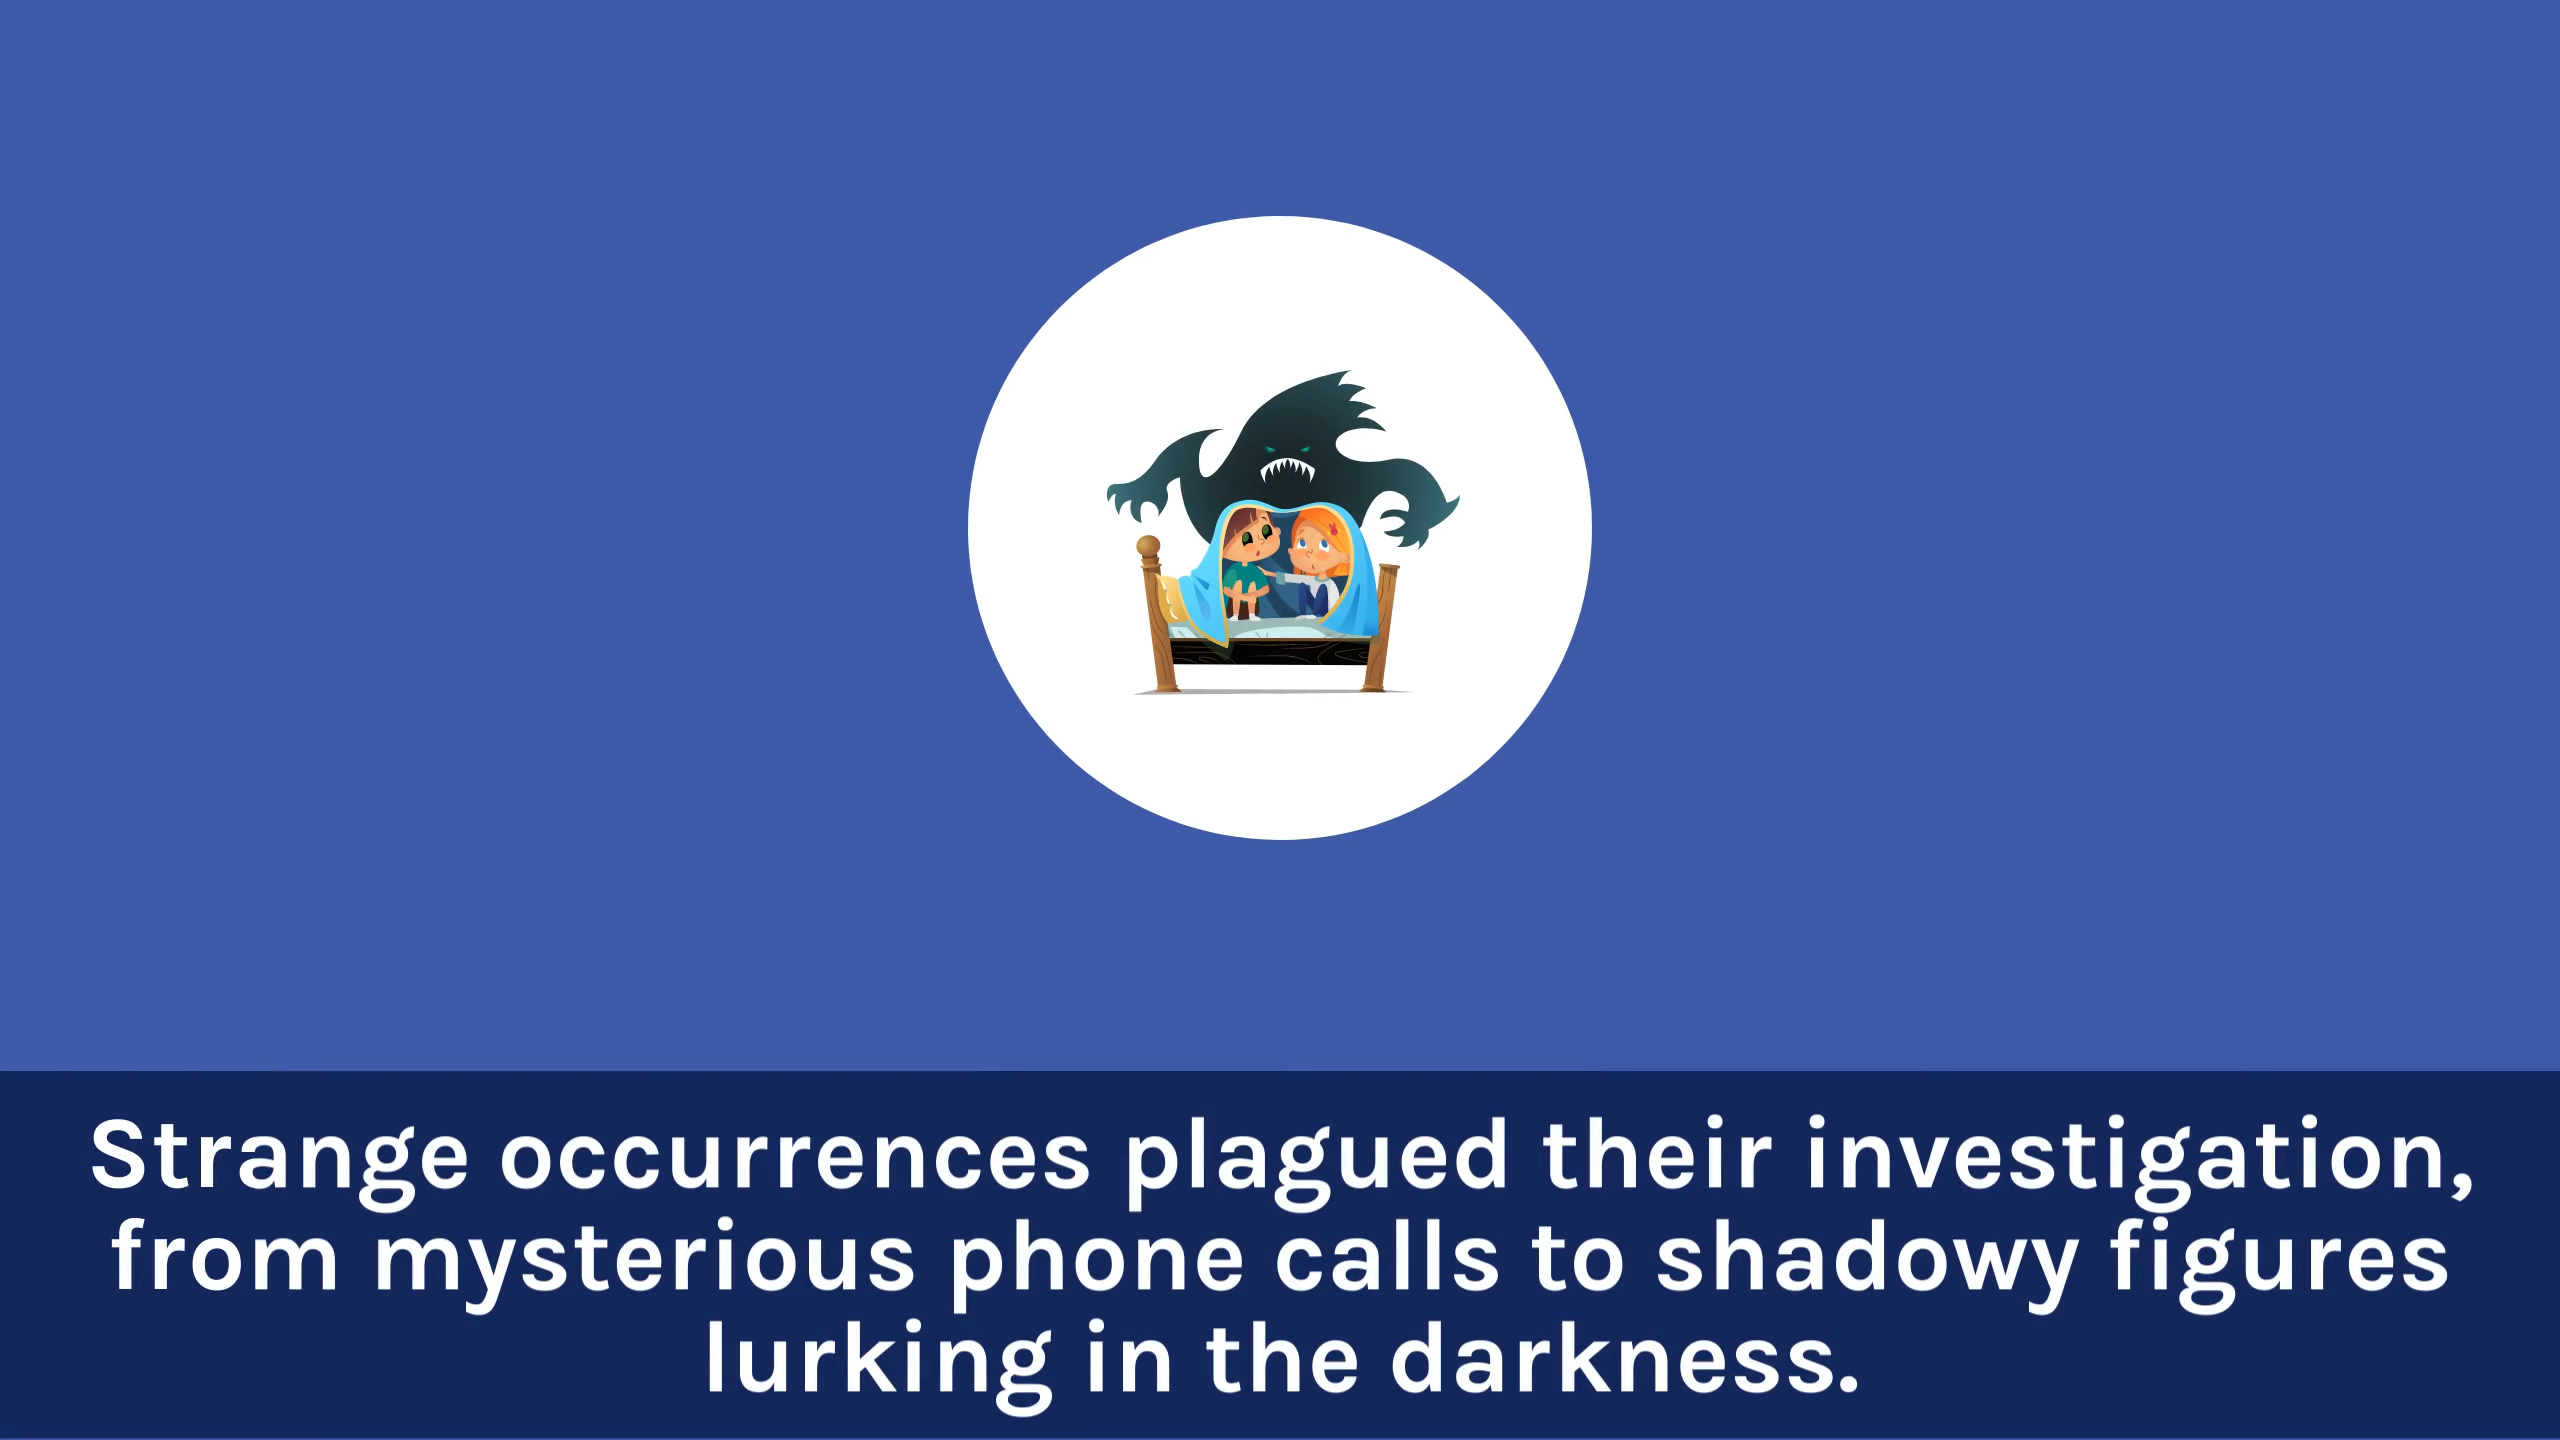 Strange occurrences plagued their investigation,
from mysterious phone calls to shadowy figures
lurking in the darkness.